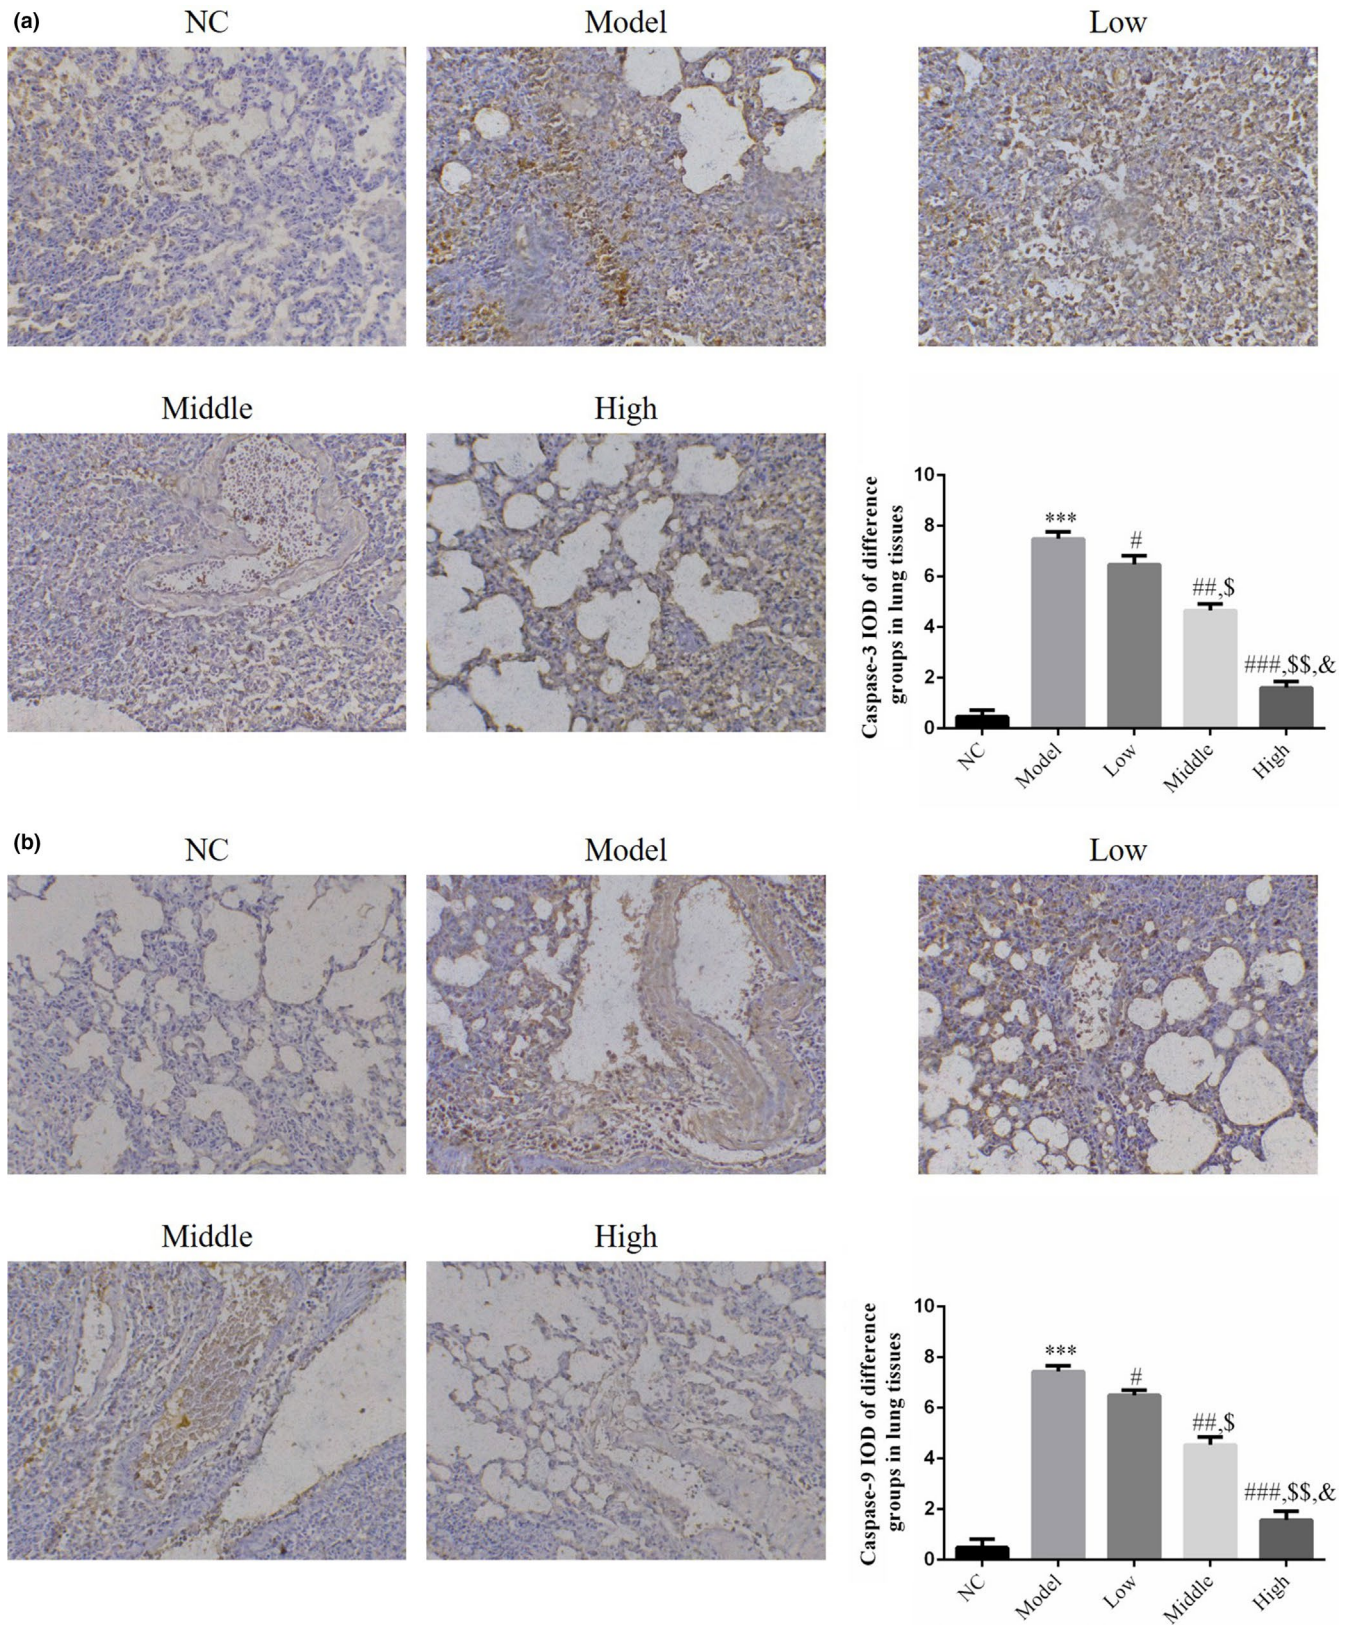 (a)
NC
Model
Low
Middle
High
Caspase-3 IOD of difference
groups in lung tissues
10
8
6
4
2
0
***
#
##,$
###,$$,&
NC
Model
Low
Middle
High
(b)
NC
Model
Low
Middle
High
Caspase-9 IOD of difference
groups in lung tissues
10
8
6
4
2
0
***
#
##,$
###,$$,&
NC
Model
Low
Middle
High